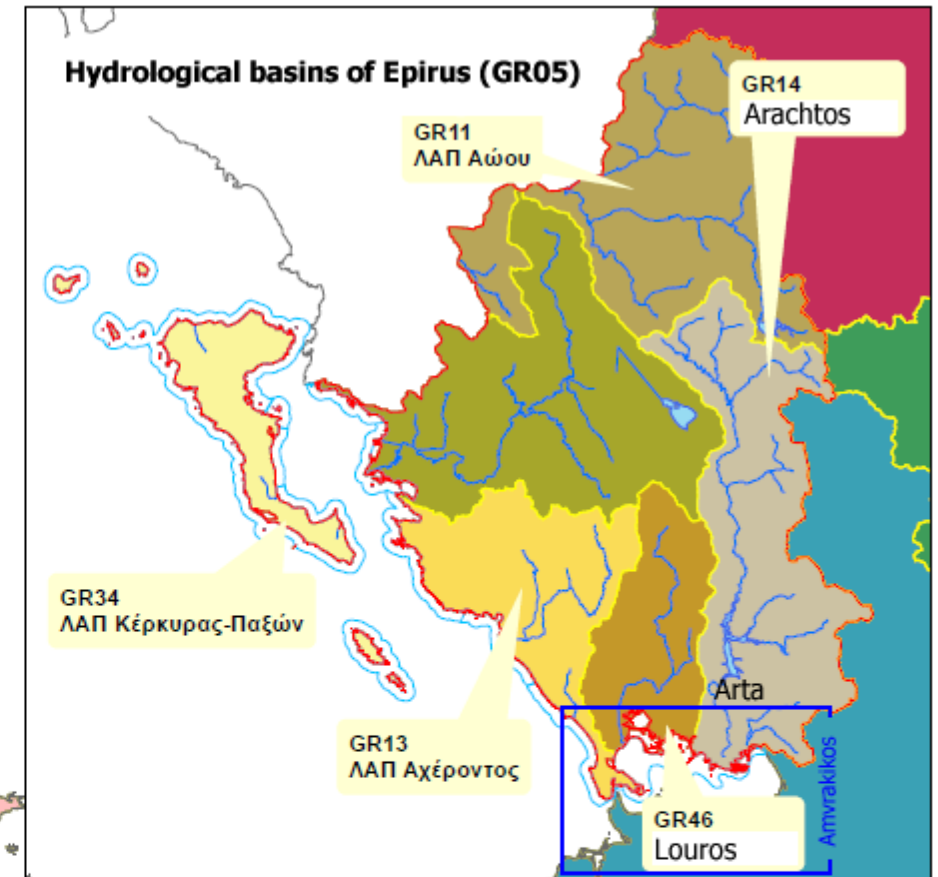 Hydrological basins of Epirus (GR05)
GR14
Arachtos
GR11
ΛΑΠ Αώου
GR34
ΛΑΠ Κέρκυρας-Παξών
Arta
GR13
ΛΑΠ Αχέροντος
Amvrakikos
GR46
Louros